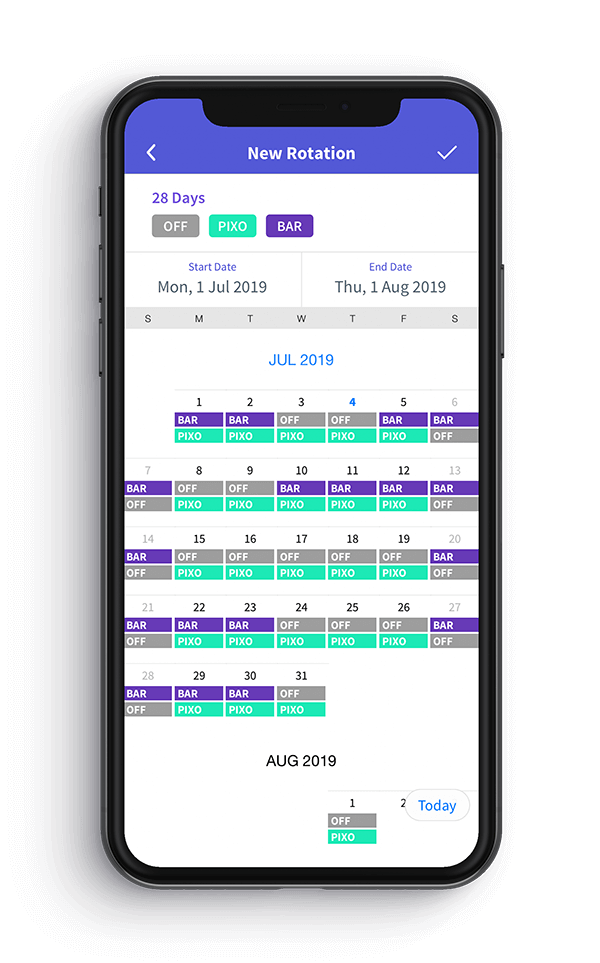 New Rotation
28 Days
OFF PIXO BAR
Start Date End Date
Mon, 1 Jul 2019 Thu, 1 Aug 2019
S M T W T F S
JUL 2019
1 2 3 4 5 6
BAR BAR OFF OFF BAR BAR
PIXO PIXO PIXO PIXO PIXO OFF
7 8 9 10 11 12 13
BAR OFF OFF BAR BAR BAR BAR
OFF PIXO PIXO PIXO PIXO PIXO OFF
14 15 16 17 18 19 20
BAR OFF OFF OFF OFF OFF BAR
OFF PIXO PIXO PIXO PIXO PIXO OFF
21 22 23 24 25 26 27
BAR BAR BAR OFF OFF OFF BAR
OFF PIXO PIXO PIXO PIXO PIXO OFF
28 29 30 31
BAR BAR BAR OFF
OFF PIXO PIXO PIXO
AUG 2019
1 2 Today
OFF
PIXO